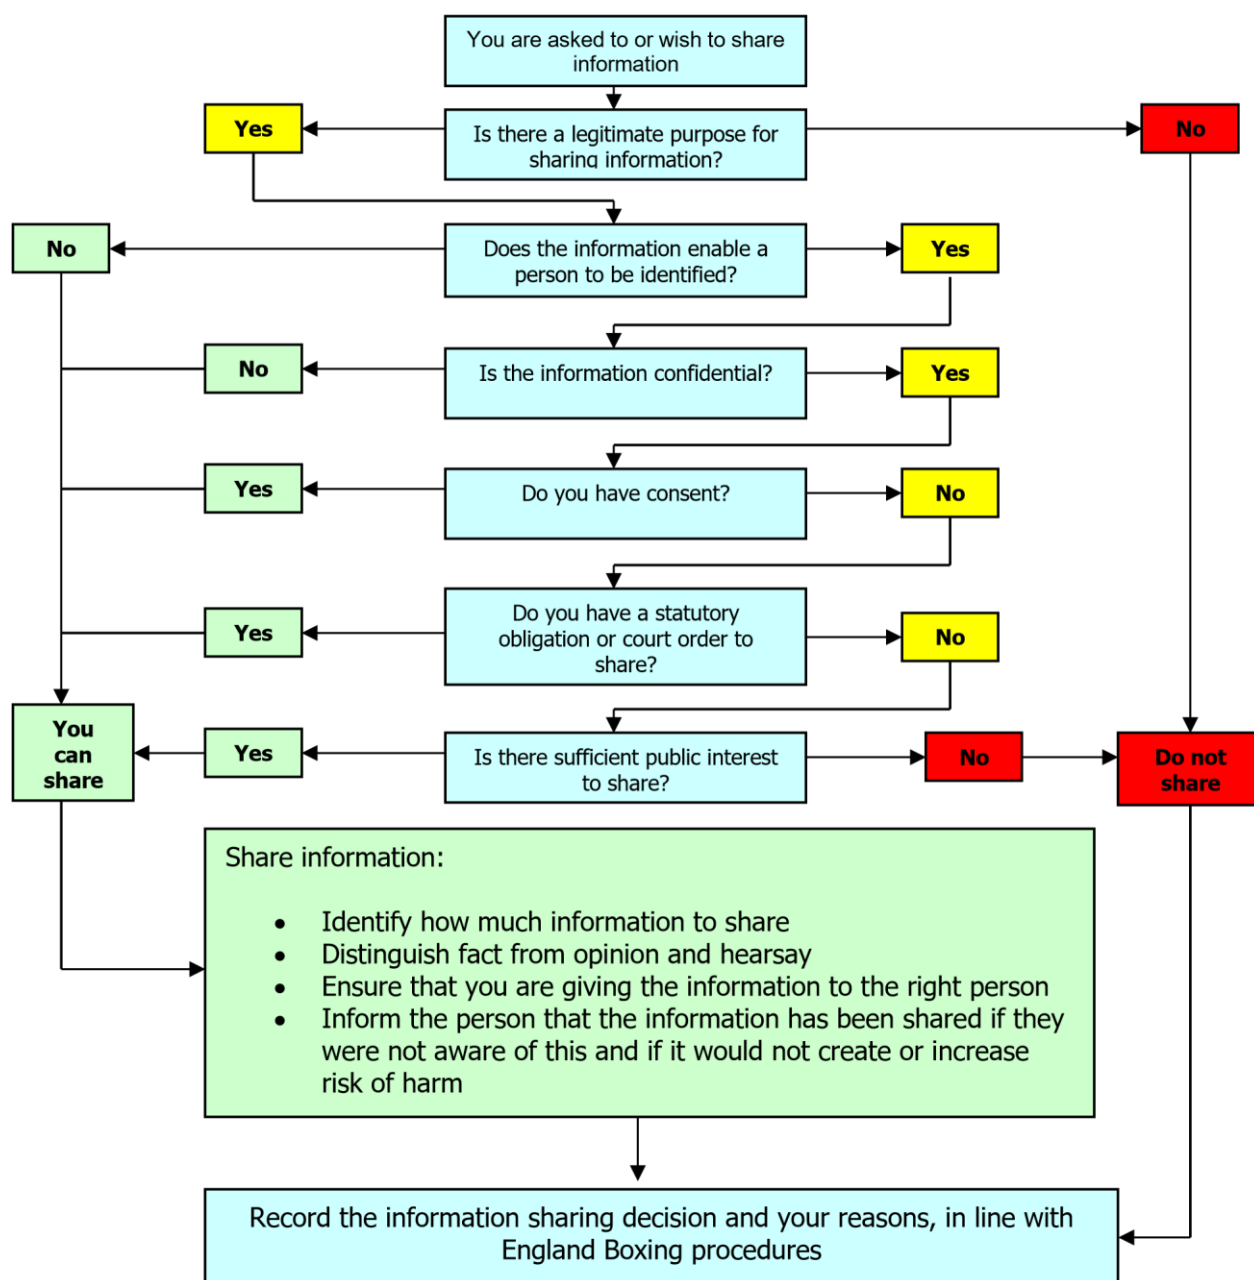 You are asked to or wish to share
information
Yes
Is there a legitimate purpose for
sharing information?
No
No
Does the information enable a
person to be identified?
Yes
No
Is the information confidential?
Yes
Yes
Do you have consent?
No
Yes
Do you have a statutory
obligation or court order to
share?
No
You
can
share
Yes
Is there sufficient public interest
to share?
No
Do not
share
Share information:
• Identify how much information to share
• Distinguish fact from opinion and hearsay
• Ensure that you are giving the information to the right person
• Inform the person that the information has been shared if they
were not aware of this and if it would not create or increase
risk of harm
Record the information sharing decision and your reasons, in line with
England Boxing procedures